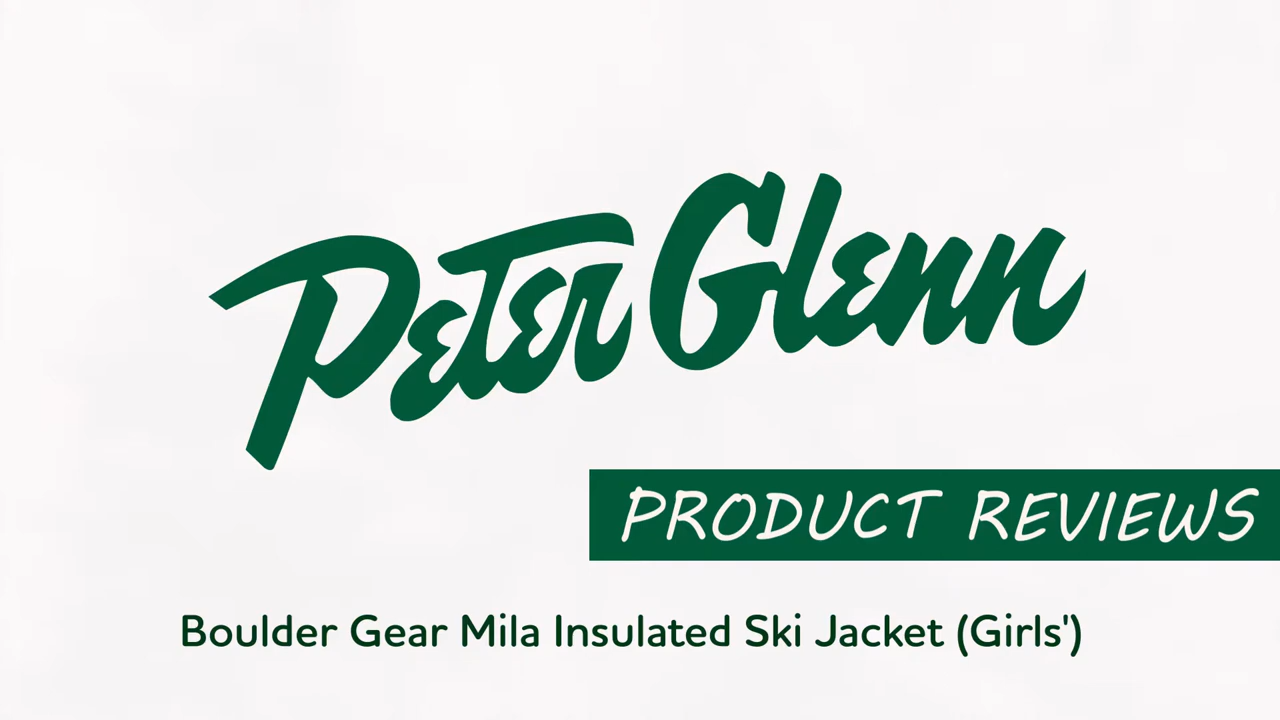 Peter Glenn
PRODUCT REVIEWS
Boulder Gear Mila Insulated Ski Jacket (Girls')